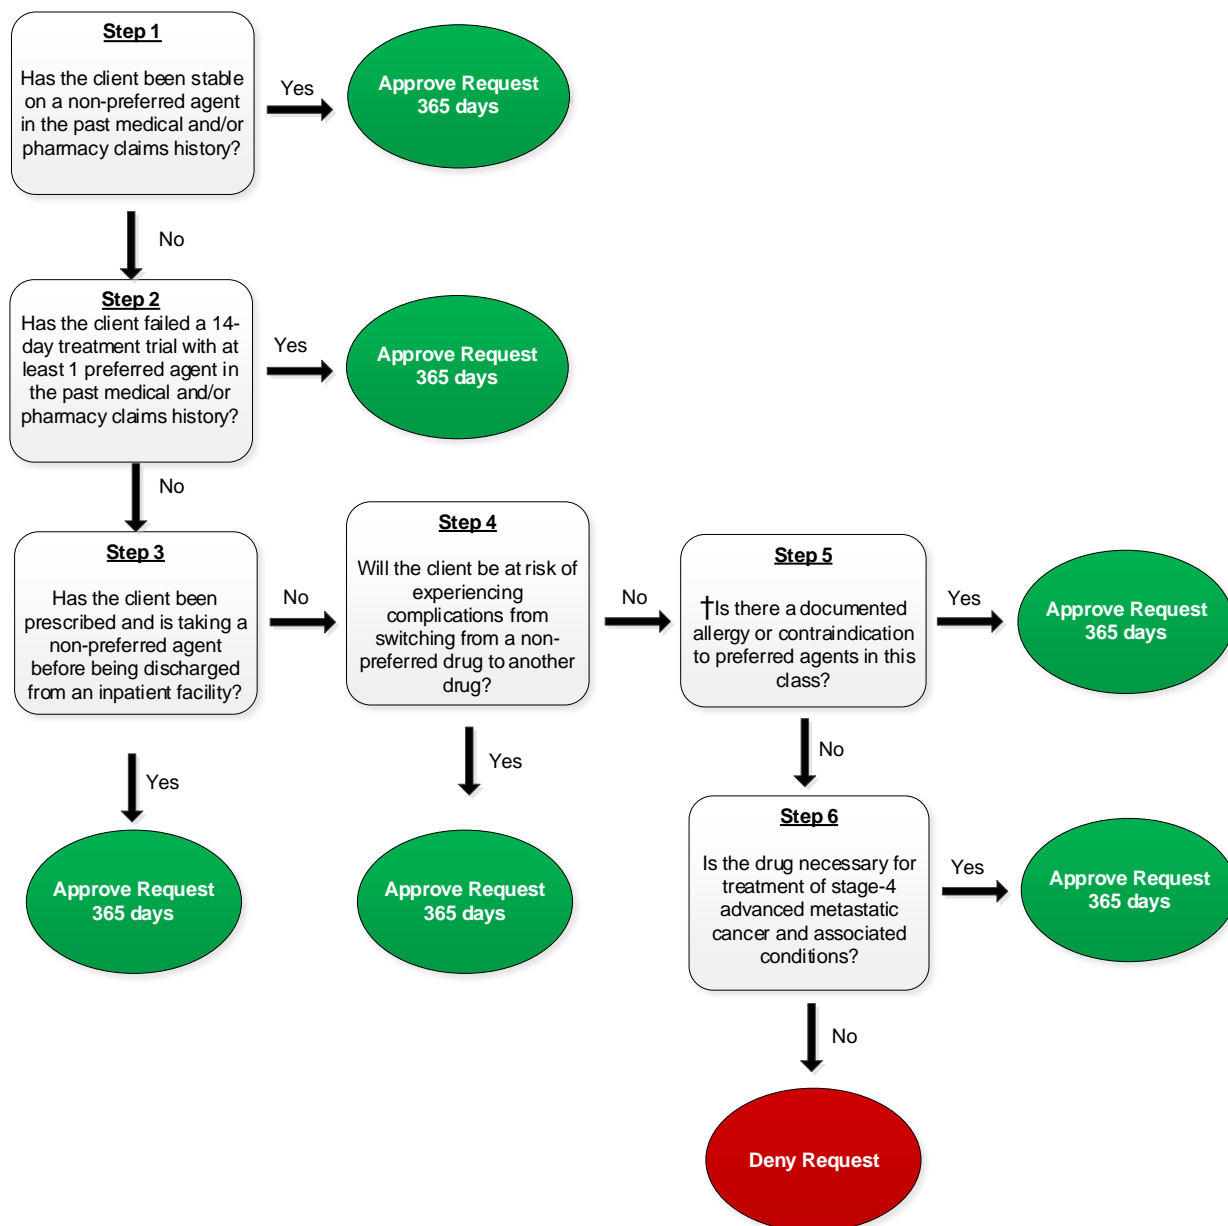 Step 1
Has the client been stable
on a non-preferred agent
in the past medical and/or
pharmacy claims history?
Yes
Approve Request
365 days
No
Step 2
Has the client failed a 14-
day treatment trial with at
least 1 preferred agent in
the past medical and/or
pharmacy claims history?
Yes
Approve Request
365 days
No
Step 3
Has the client been
prescribed and is taking a
non-preferred agent
before being discharged
from an inpatient facility?
No
Step 4
Will the client be at risk of
experiencing
complications from
switching from a non-
preferred drug to another
drug?
No
Step 5
†Is there a documented
allergy or contraindication
to preferred agents in this
class?
Yes
Approve Request
365 days
Yes
Approve Request
365 days
Yes
Approve Request
365 days
No
Step 6
Is the drug necessary for
treatment of stage-4
advanced metastatic
cancer and associated
conditions?
Yes
Approve Request
365 days
No
Deny Request